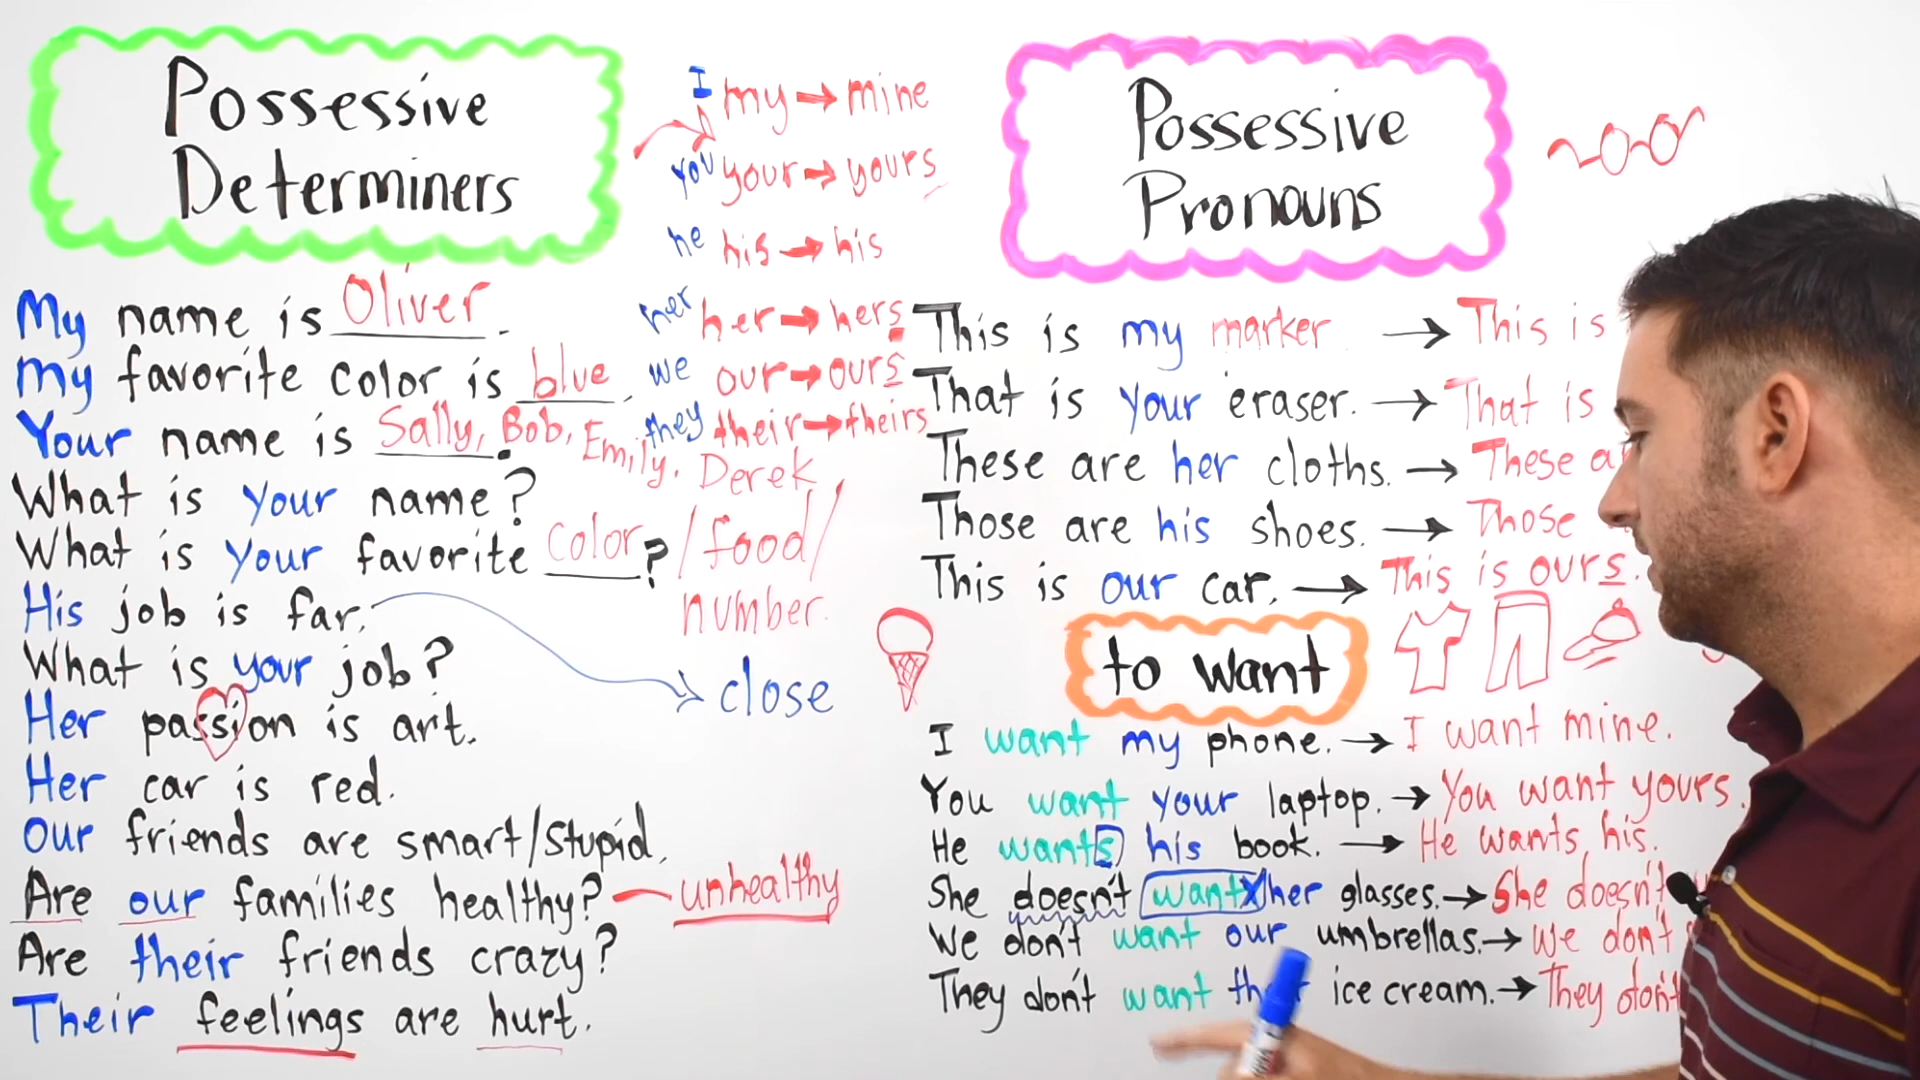 Possessive
Determiners
My name is Oliver.
My favorite color is blue.
Your name is Sally, Bob, Emily, Derek.
What is your name?
What is your favorite color? / food /
number.
His job is far. → close
What is your job?
Her passion is art.
Her car is red.
Our friends are smart/stupid.
Are our families healthy? — unhealthy
Are their friends crazy?
Their feelings are hurt.
I my → mine
you your → yours
he his → his
her her → hers
we our → ours
they their → theirs
Possessive
Pronouns
This is my marker → This is
That is your eraser. → That is
These are her cloths. → These
Those are his shoes. → Those
This is our car. → This is ours.
to want
I want my phone. → I want mine.
You want your laptop. → You want yours.
He wants his book. → He wants his.
She doesn't want her glasses. → She doesn't
We don't want our umbrellas. → We don't
They don't want ice cream. → They don't